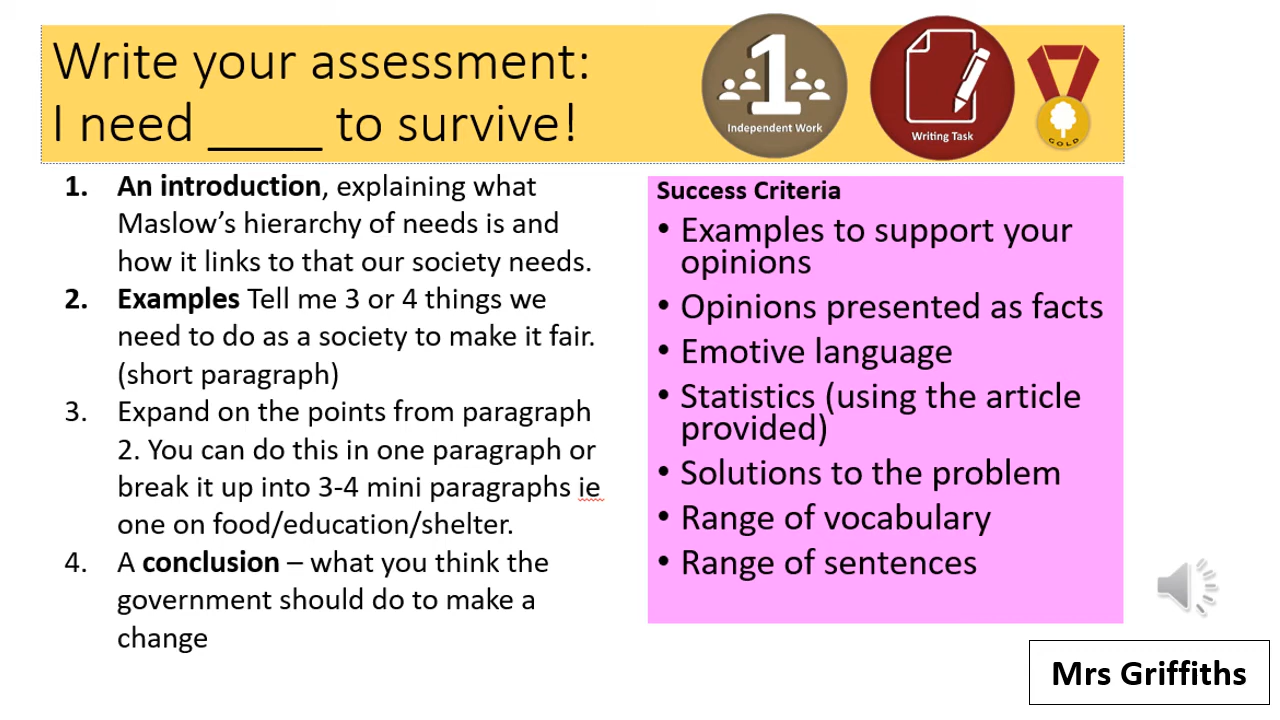 Write your assessment:
I need ____ to survive!
1
Independent Work
Writing Task
GOLD
1. An introduction, explaining what
Maslow’s hierarchy of needs is and
how it links to that our society needs.
2. Examples Tell me 3 or 4 things we
need to do as a society to make it fair.
(short paragraph)
3. Expand on the points from paragraph
2. You can do this in one paragraph or
break it up into 3-4 mini paragraphs ie
one on food/education/shelter.
4. A conclusion – what you think the
government should do to make a
change
Success Criteria
• Examples to support your
opinions
• Opinions presented as facts
• Emotive language
• Statistics (using the article
provided)
• Solutions to the problem
• Range of vocabulary
• Range of sentences
Mrs Griffiths